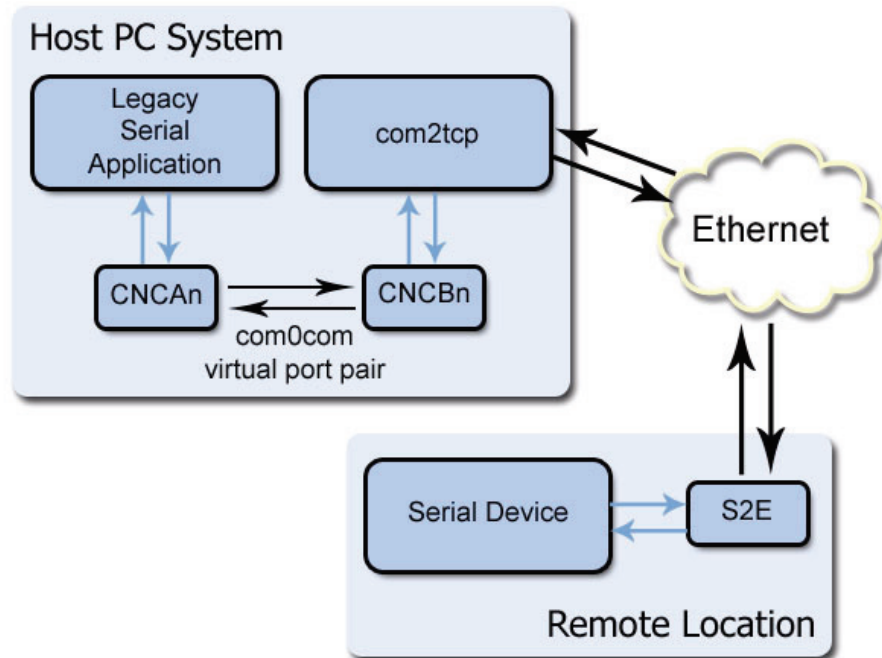 Host PC System
Legacy
Serial
Application
com2tcp
Ethernet
CNCAn
CNCBn
com0com
virtual port pair
Serial Device
S2E
Remote Location